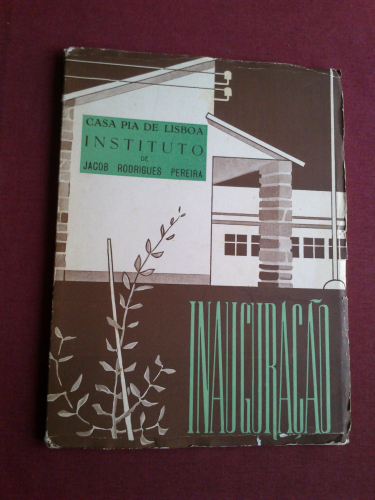 CASA PIA DE LISBOA
INSTITUTO
DE
JACOB RODRIGUES PEREIRA
INAUGURAÇÃO